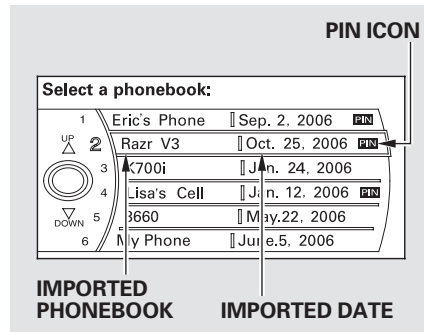 PIN ICON
Select a phonebook:
1 Eric's Phone Sep. 2, 2006 PIN
UP 2 Razr V3 Oct. 25, 2006 PIN
3 K700i Jan. 24, 2006
4 Lisa's Cell Jan. 12, 2006 PIN
DOWN 5 3660 May.22, 2006
6 My Phone June.5, 2006
IMPORTED PHONEBOOK
IMPORTED DATE